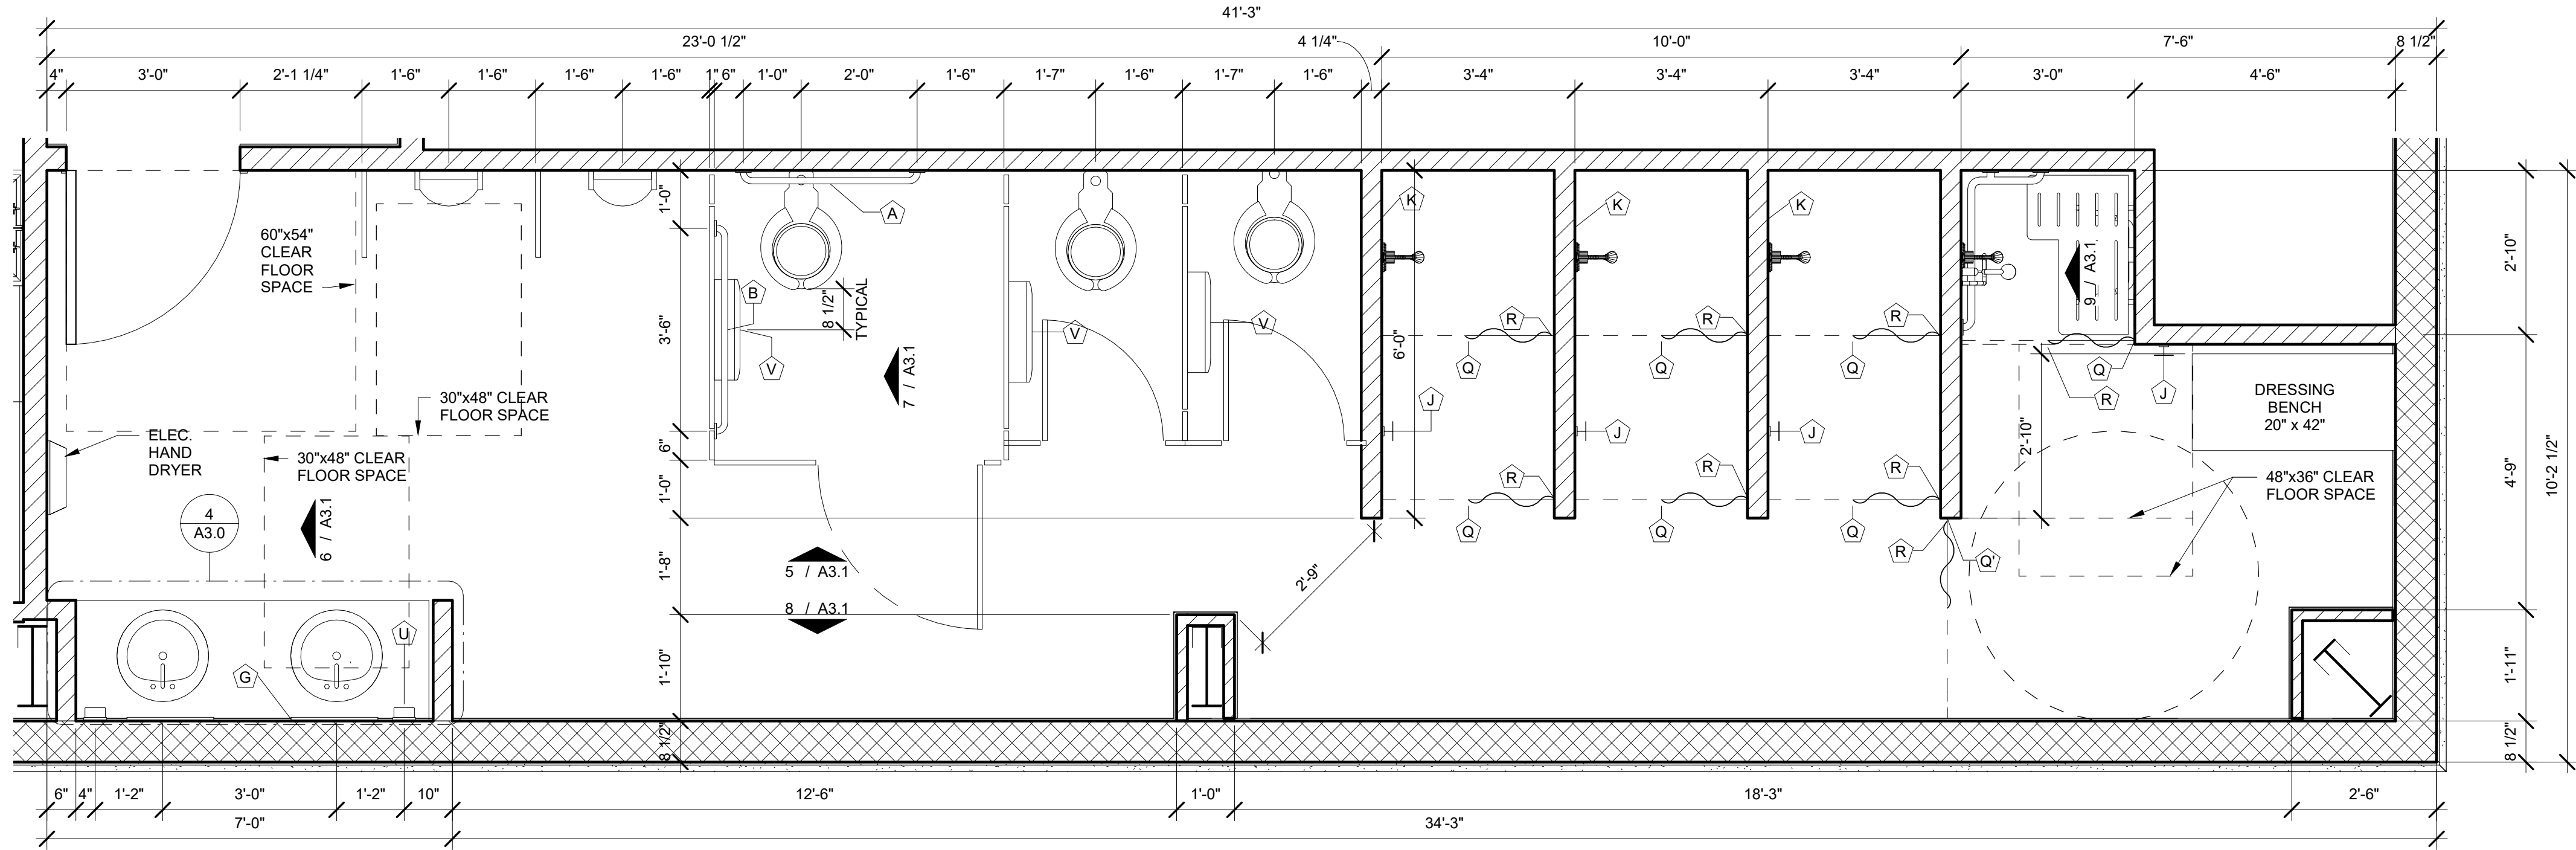 41'-3"
23'-0 1/2"
4 1/4"
10'-0"
7'-6"
8 1/2"
4"
3'-0"
2'-1 1/4"
1'-6"
1'-6"
1'-6"
1'-6"
1"
6"
1'-0"
2'-0"
1'-6"
1'-7"
1'-6"
1'-7"
1'-6"
3'-4"
3'-4"
3'-4"
3'-0"
4'-6"
60"x54"
CLEAR
FLOOR
SPACE
30"x48" CLEAR
FLOOR SPACE
ELEC.
HAND
DRYER
30"x48" CLEAR
FLOOR SPACE
4
A3.0
6 / A3.1
U
G
1'-0"
3'-6"
6"
1'-0"
1'-8"
1'-10"
8 1/2"
A
B
V
8 1/2"
TYPICAL
7 / A3.1
V
V
5 / A3.1
8 / A3.1
2'-9"
6'-0"
K
K
K
R
R
R
Q
Q
Q
J
J
J
R
R
R
Q
Q
Q
R
Q'
9 / A3.1
Q
R
J
2'-10"
DRESSING
BENCH
20" x 42"
48"x36" CLEAR
FLOOR SPACE
2'-10"
4'-9"
1'-11"
8 1/2"
10'-2 1/2"
6"
4"
1'-2"
3'-0"
1'-2"
10"
12'-6"
1'-0"
18'-3"
2'-6"
7'-0"
34'-3"